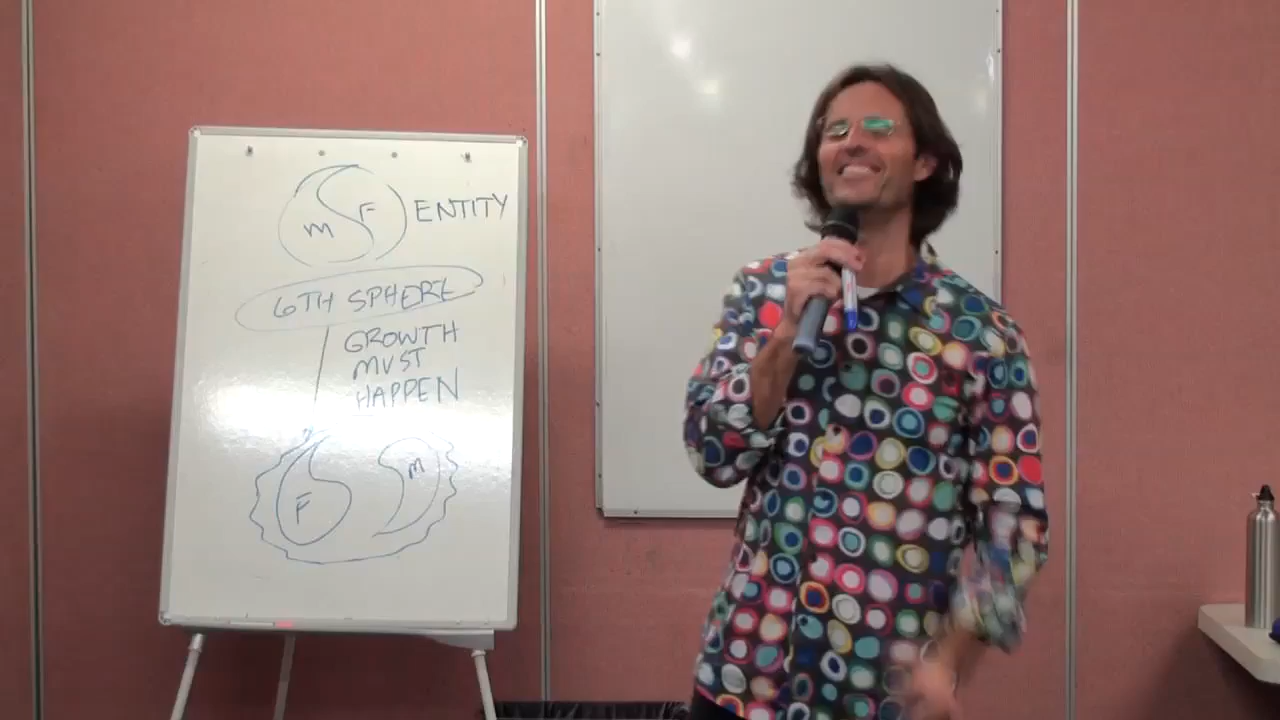 m F ENTITY
6TH SPHERE
GROWTH
MUST
HAPPEN
F m